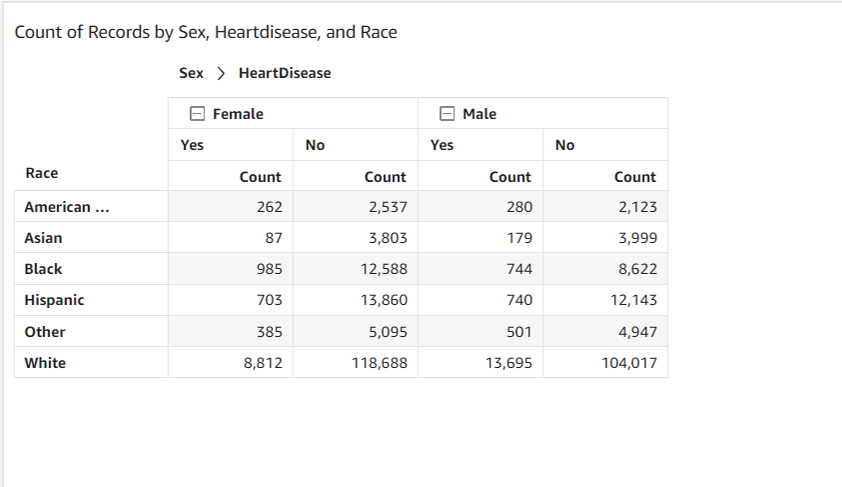 Count of Records by Sex, Heartdisease, and Race
Sex > HeartDisease
Female Male
Yes No Yes No
Race
Count Count Count Count
American ... 262 2,537 280 2,123
Asian 87 3,803 179 3,999
Black 985 12,588 744 8,622
Hispanic 703 13,860 740 12,143
Other 385 5,095 501 4,947
White 8,812 118,688 13,695 104,017